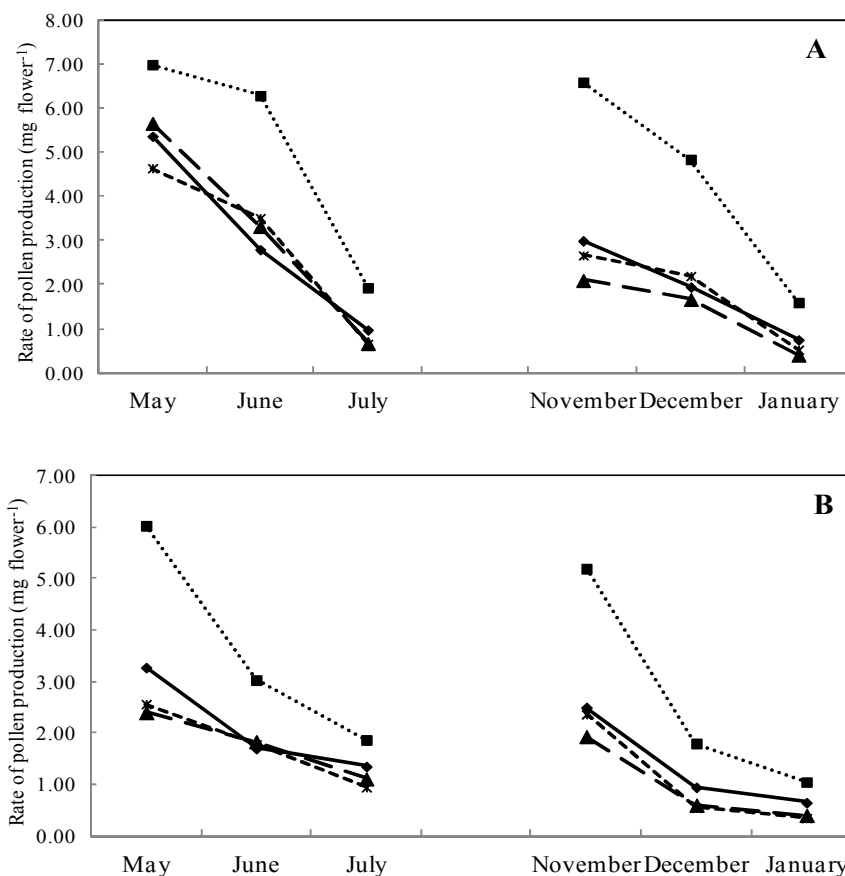 8.00
A
7.00
6.00
5.00
4.00
3.00
2.00
1.00
0.00
Rate of pollen production (mg flower⁻¹)
May June July November December January
7.00
B
6.00
5.00
4.00
3.00
2.00
1.00
0.00
Rate of pollen production (mg flower⁻¹)
May June July November December January